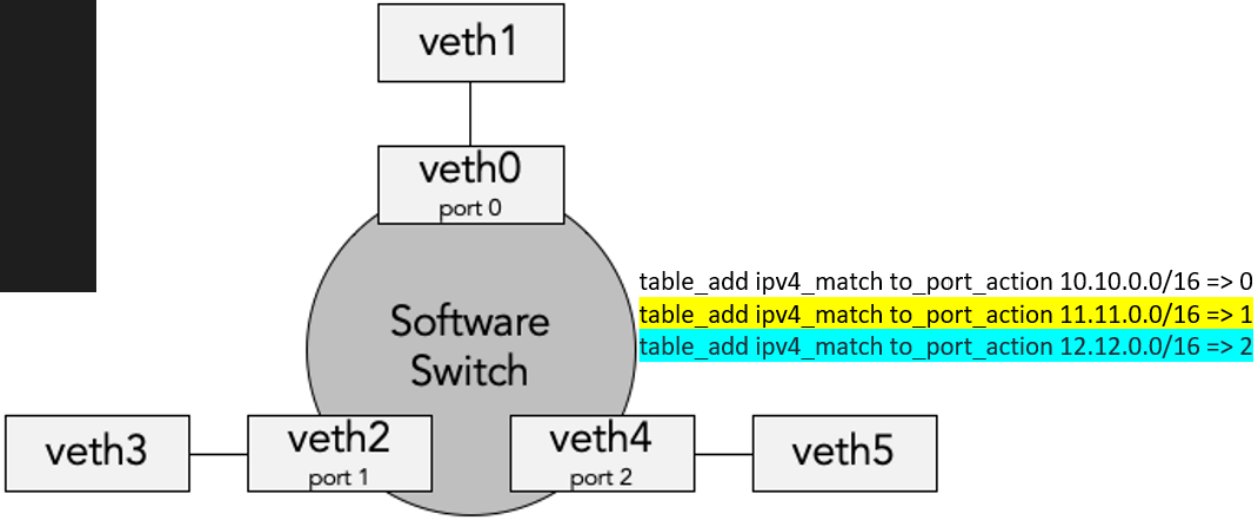 veth1
veth0
port 0
Software
Switch
table_add ipv4_match to_port_action 10.10.0.0/16 => 0
table_add ipv4_match to_port_action 11.11.0.0/16 => 1
table_add ipv4_match to_port_action 12.12.0.0/16 => 2
veth3
veth2
port 1
veth4
port 2
veth5